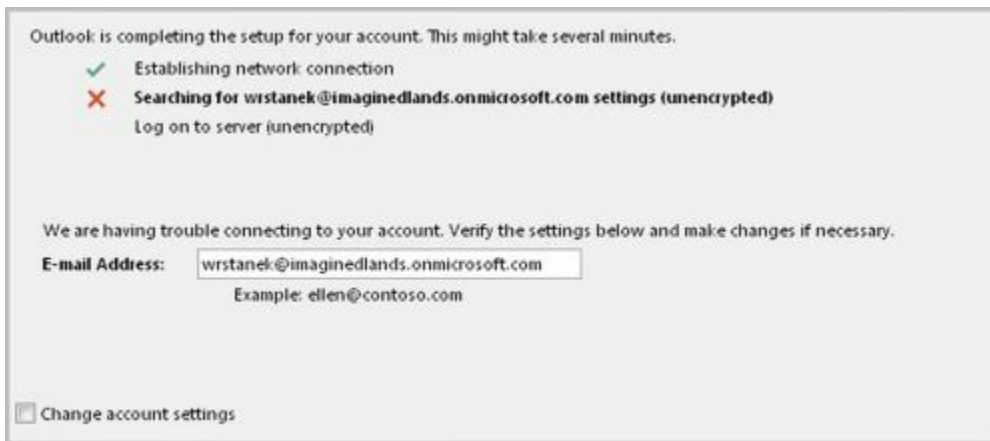 Outlook is completing the setup for your account. This might take several minutes.
Establishing network connection
Searching for wrstanek@imaginedlands.onmicrosoft.com settings (unencrypted)
Log on to server (unencrypted)
We are having trouble connecting to your account. Verify the settings below and make changes if necessary.
E-mail Address: wrstanek@imaginedlands.onmicrosoft.com
Example: ellen@contoso.com
Change account settings